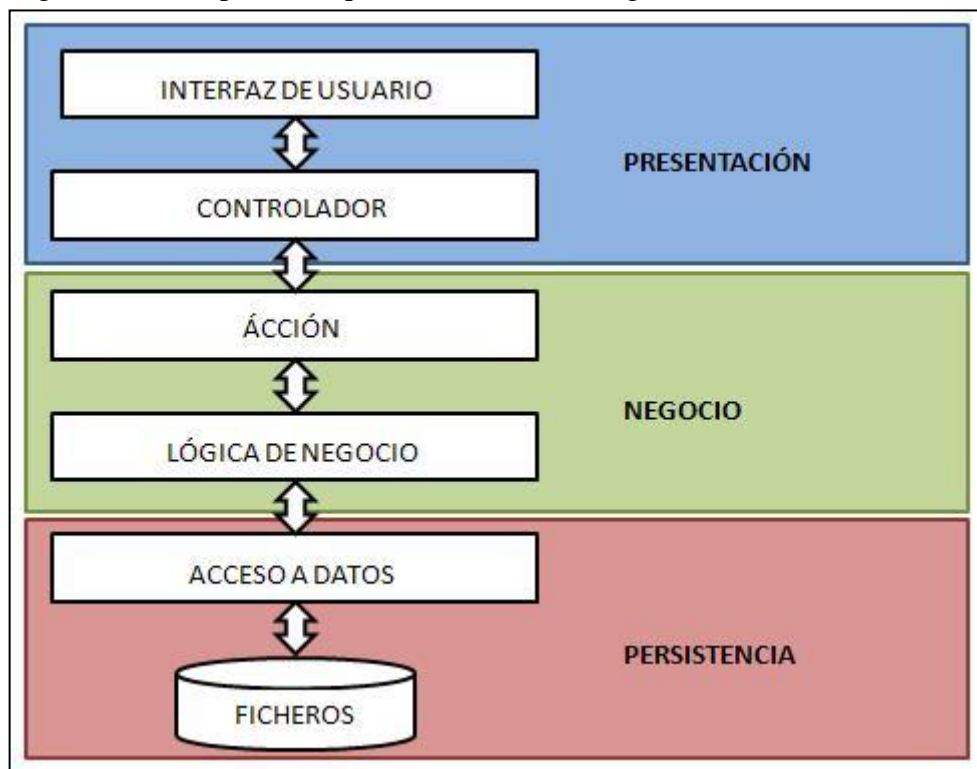 INTERFAZ DE USUARIO
CONTROLADOR
PRESENTACIÓN
ÁCCIÓN
LÓGICA DE NEGOCIO
NEGOCIO
ACCESO A DATOS
FICHEROS
PERSISTENCIA